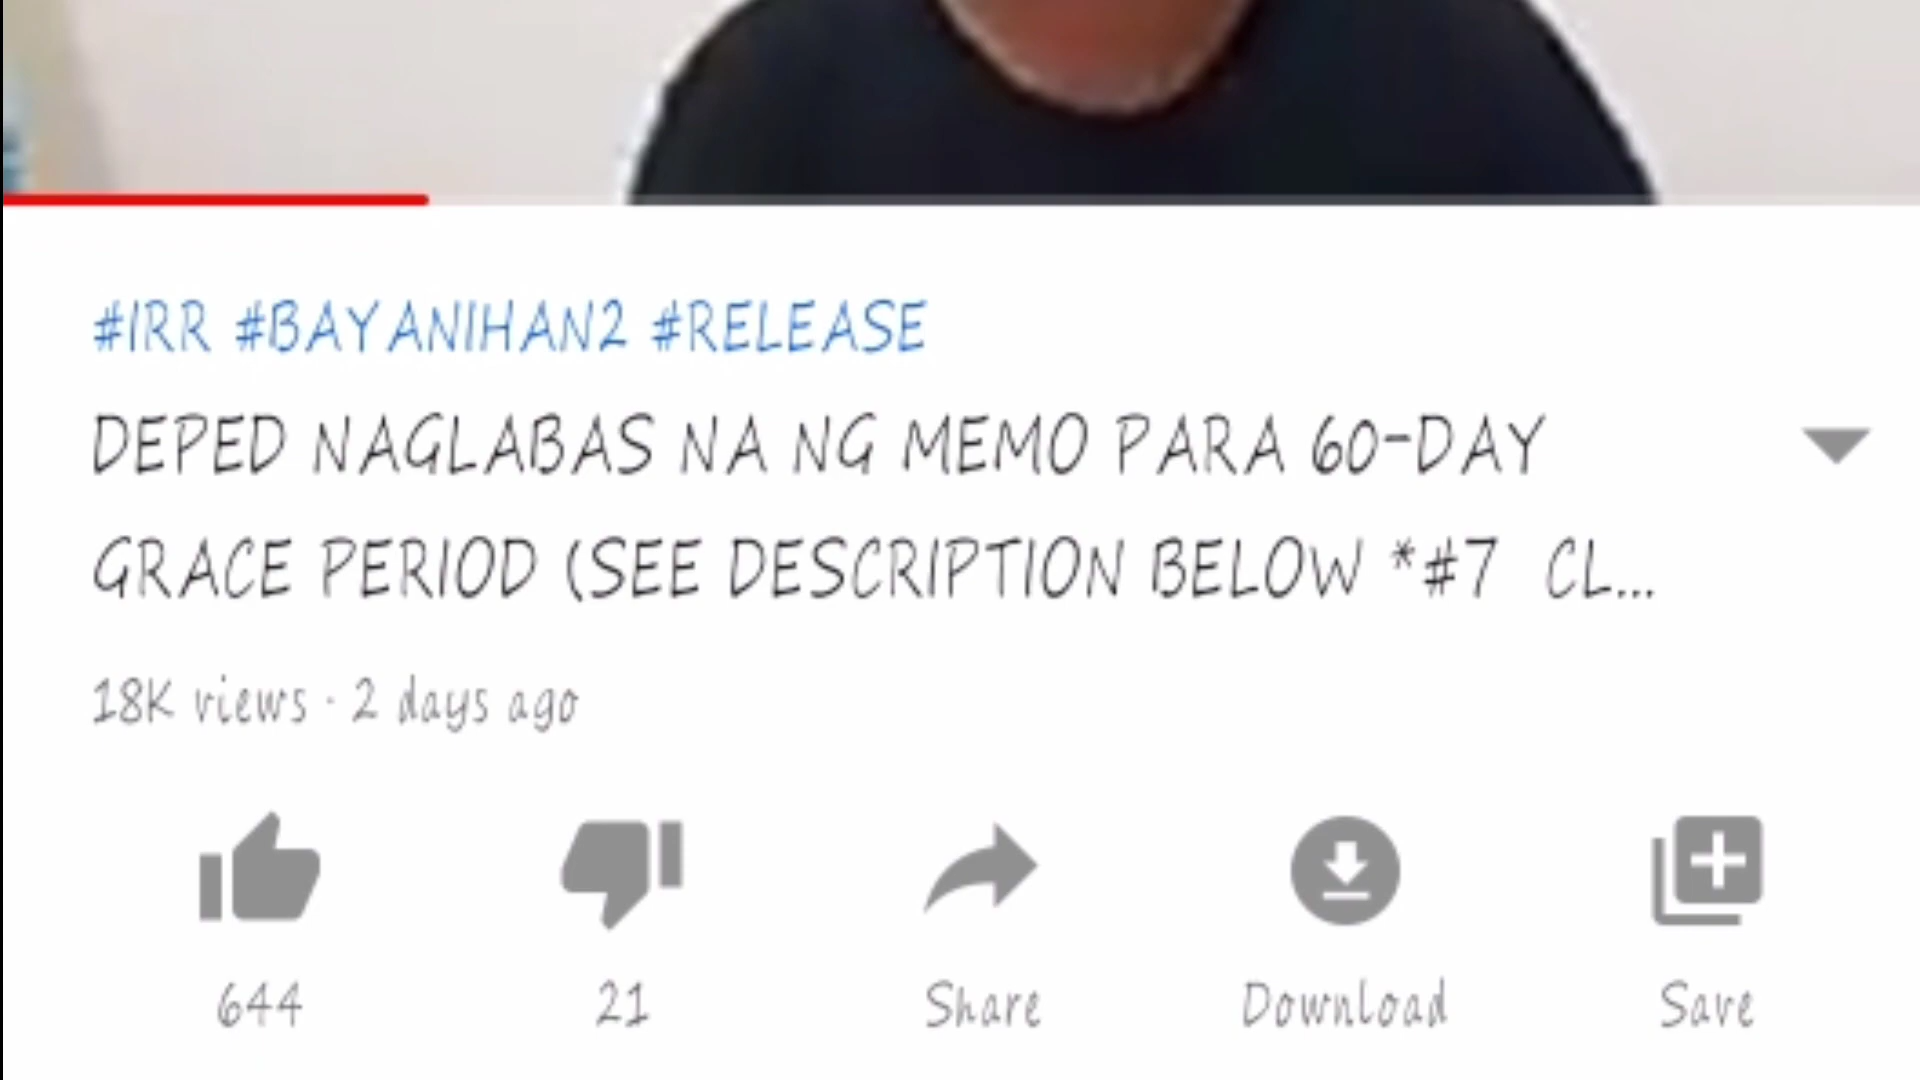 #IRR #BAYANIHAN2 #RELEASE
DEPED NAGLABAS NA NG MEMO PARA 60-DAY
GRACE PERIOD (SEE DESCRIPTION BELOW *#7 CL...
18K views · 2 days ago
644 21 Share Download Save